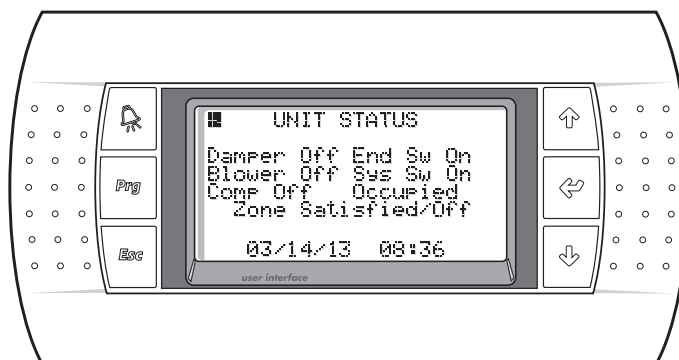 UNIT STATUS
Damper Off End Sw On
Blower Off Sys Sw On
Comp Off Occupied
Zone Satisfied/Off
03/14/13 08:36
Prg
Esc
user interface